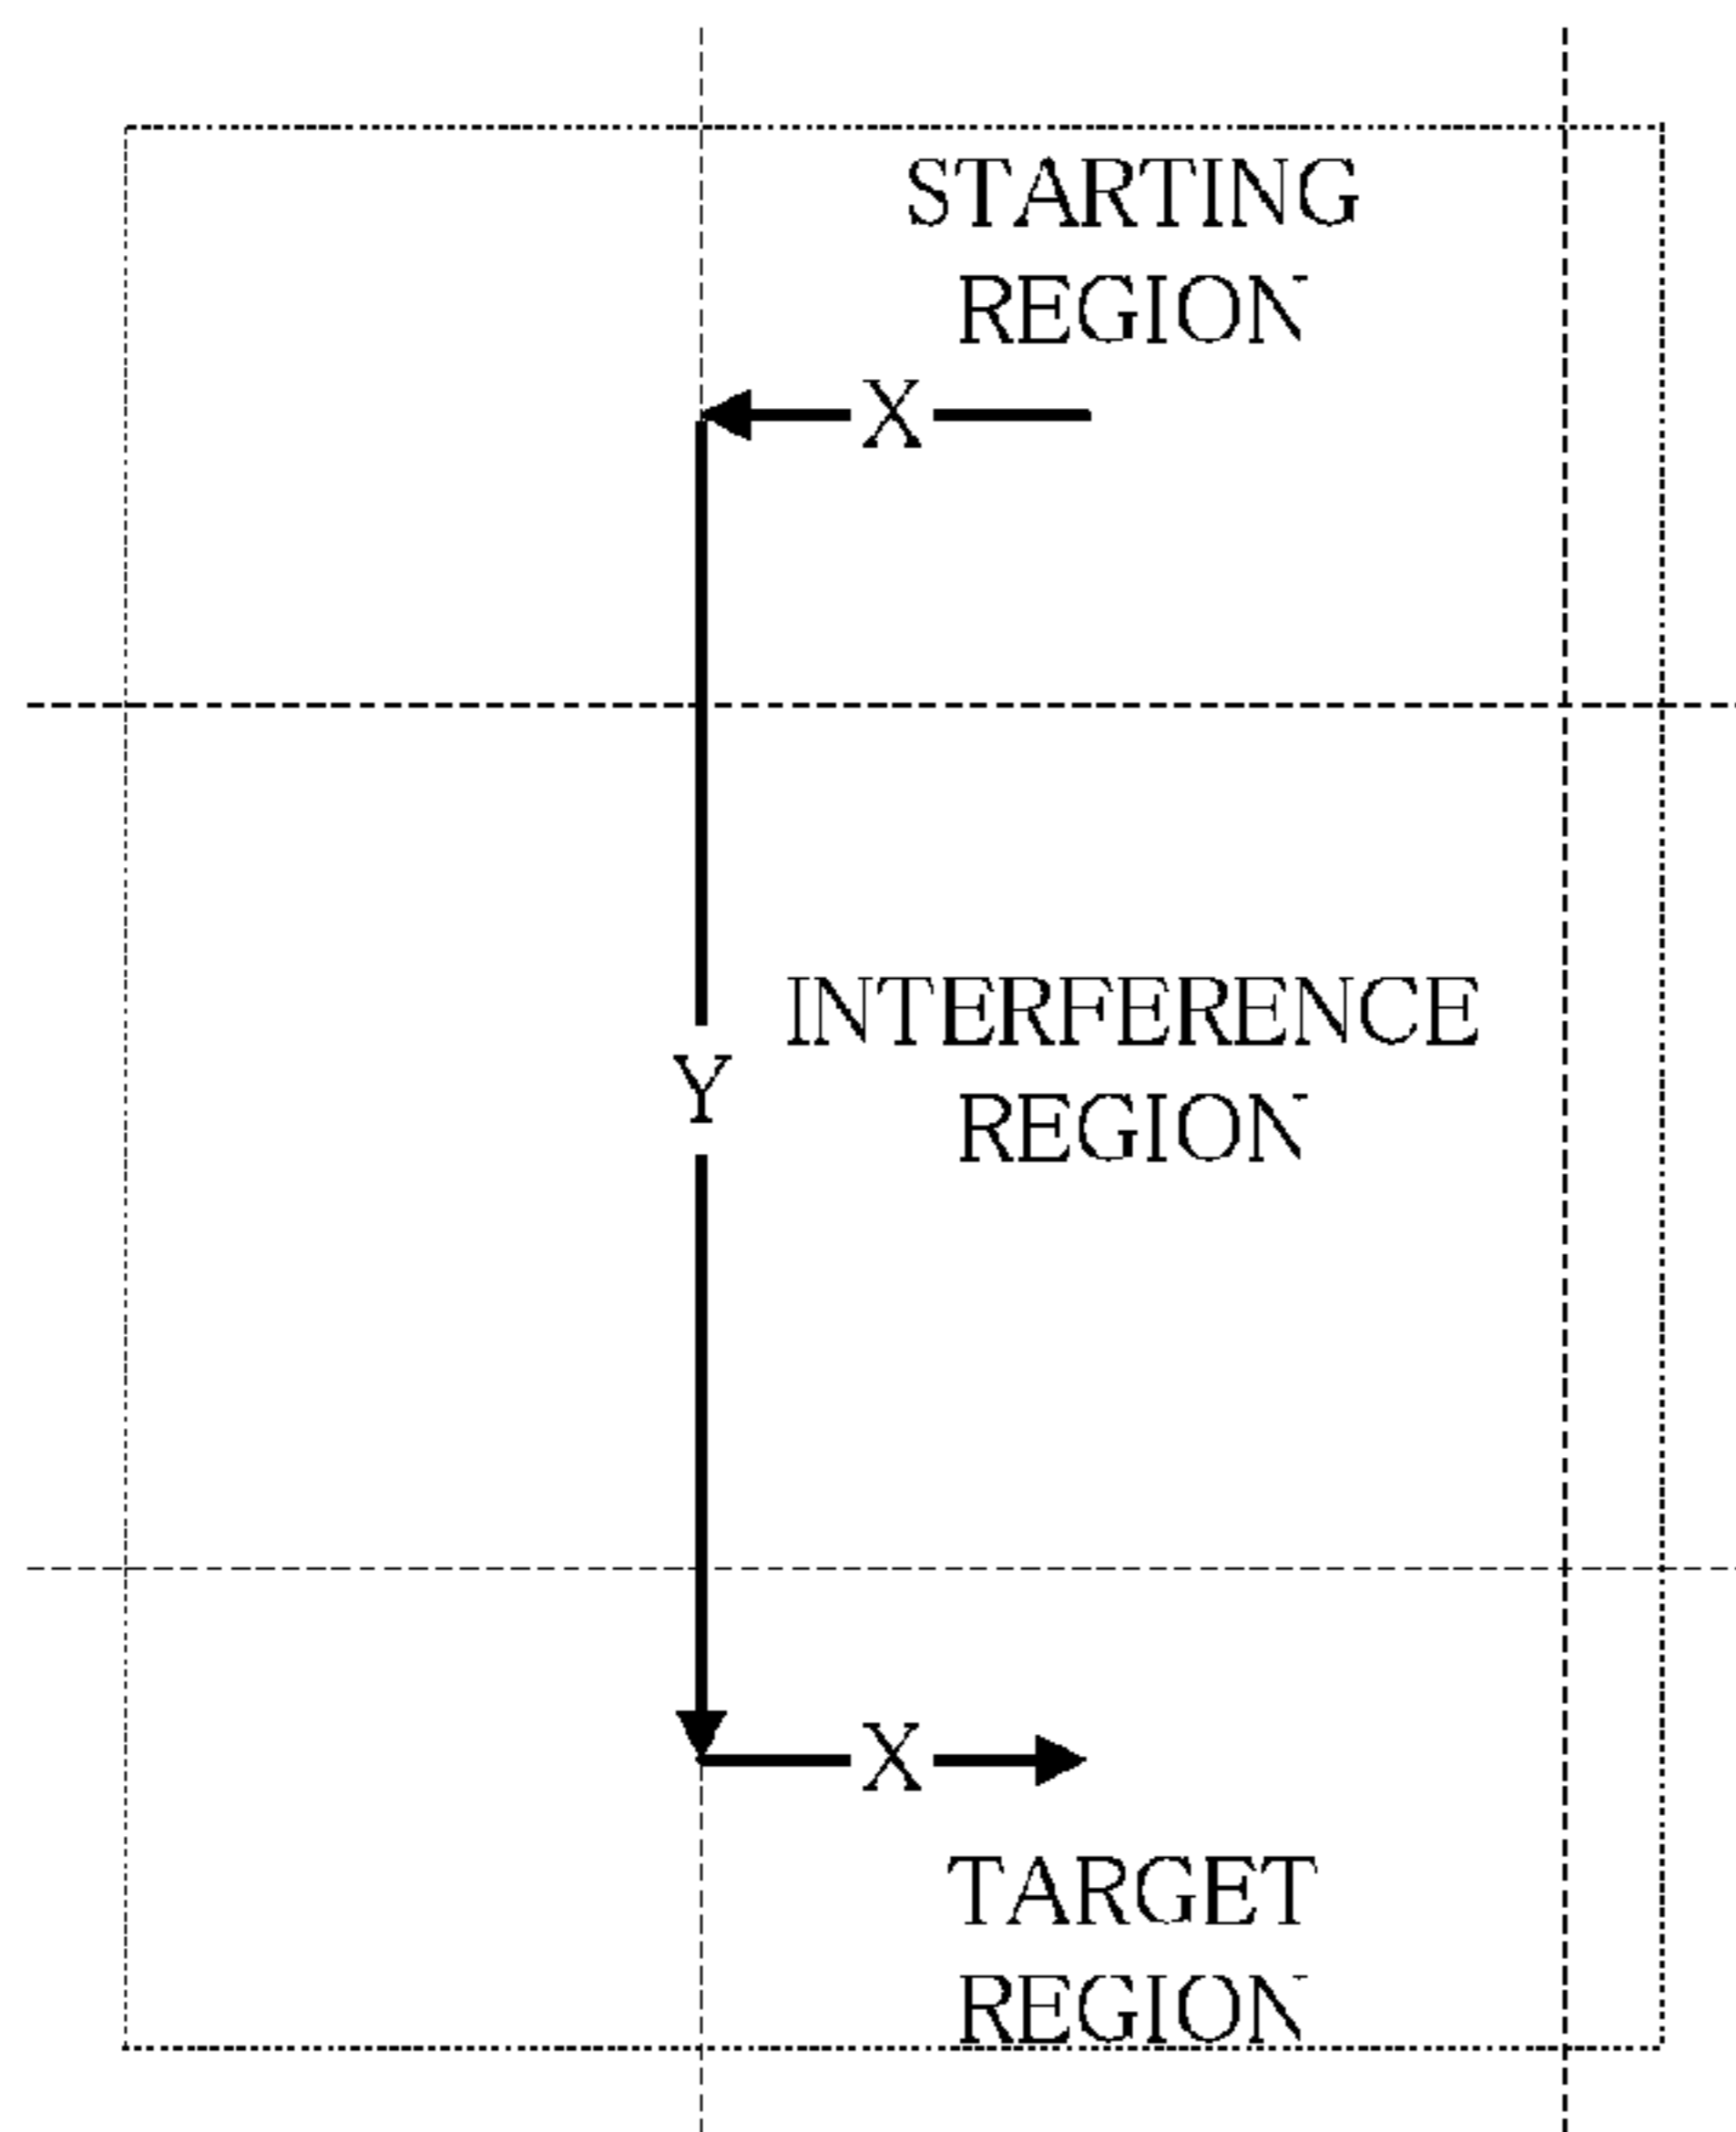 STARTING
REGION
X
INTERFERENCE
REGION
Y
X
TARGET
REGION